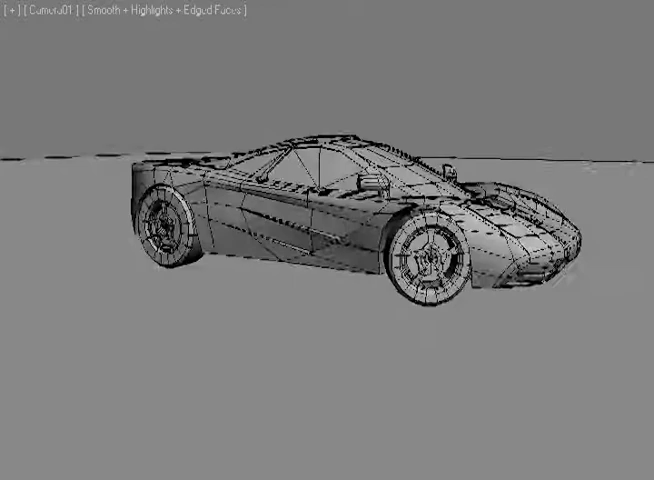 [ + ] [ Camera01 ] [ Smooth + Highlights + Edged Faces ]